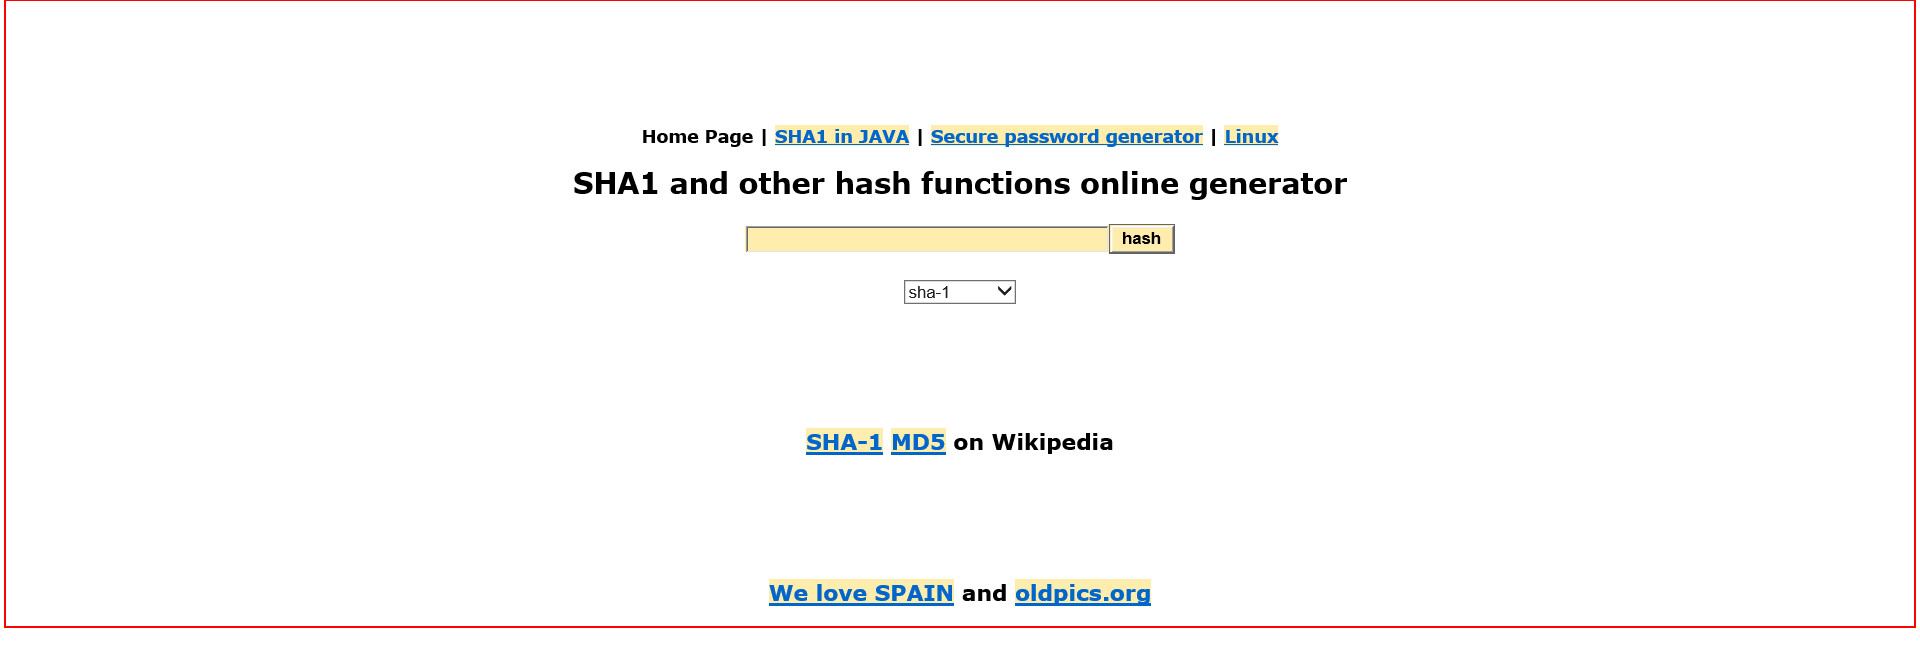 Home Page | SHA1 in JAVA | Secure password generator | Linux
SHA1 and other hash functions online generator
hash
sha-1
SHA-1 MD5 on Wikipedia
We love SPAIN and oldpics.org